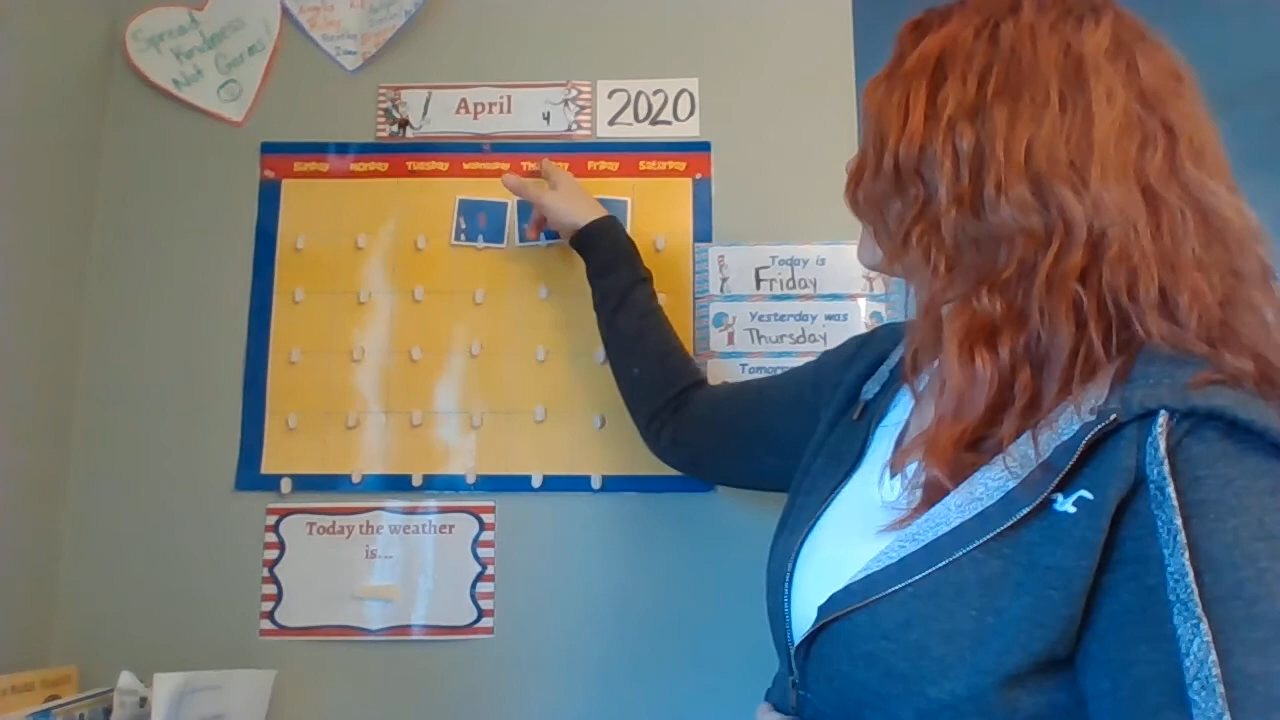 Spread
Kindness
Not Germs!
April
4
2020
Sunday Monday Tuesday Wednesday Friday Saturday
Today is
Friday
Yesterday was
Thursday
Today the weather
is...